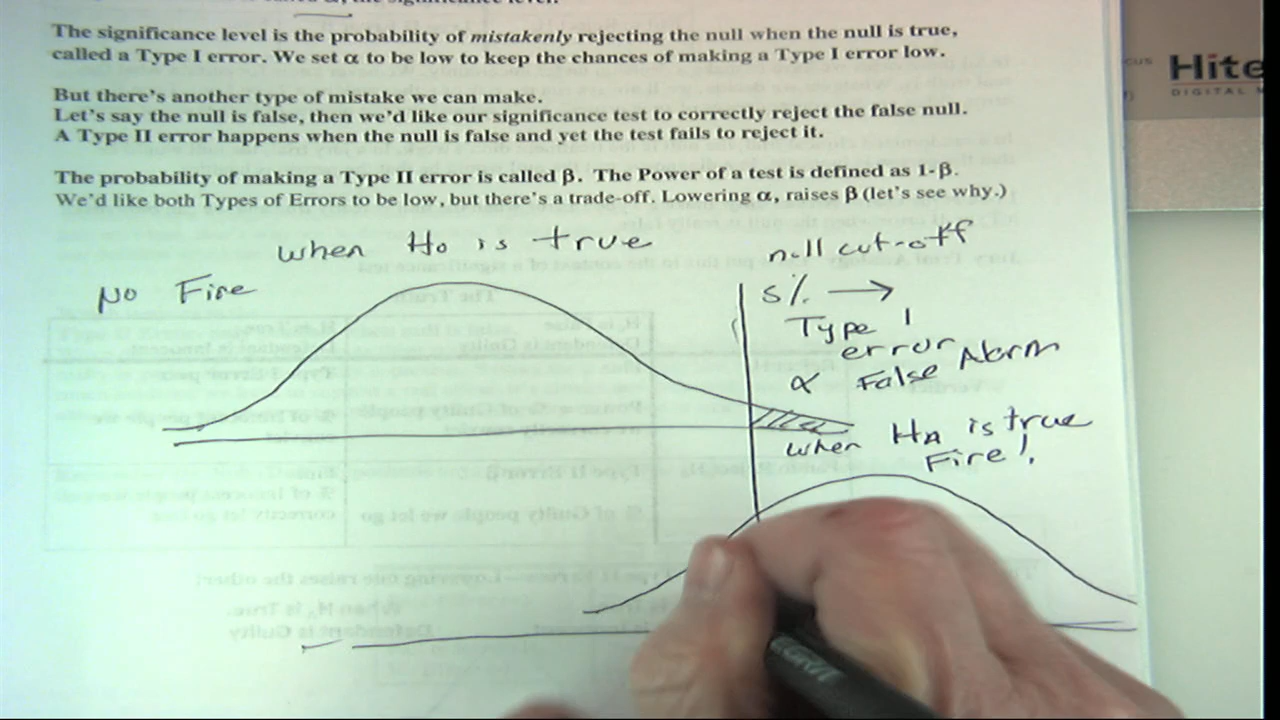 The significance level is the probability of mistakenly rejecting the null when the null is true,
called a Type I error. We set α to be low to keep the chances of making a Type I error low.
But there's another type of mistake we can make.
Let's say the null is false, then we'd like our significance test to correctly reject the false null.
A Type II error happens when the null is false and yet the test fails to reject it.
The probability of making a Type II error is called β. The Power of a test is defined as 1-β.
We'd like both Types of Errors to be low, but there's a trade-off. Lowering α, raises β (let's see why.)
when Ho is true
No Fire
null cut-off
5% →
Type 1
error
α False Alarm
when HA is true
Fire!
Hite
DIGITAL